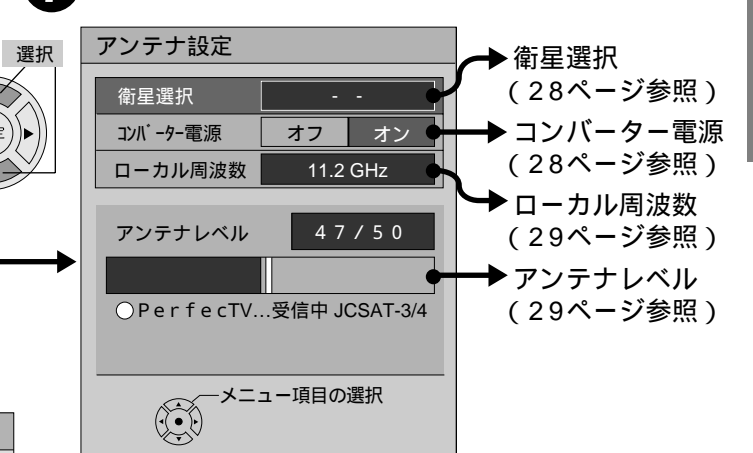 選択
アンテナ設定
衛星選択 - -
コンバーター電源 オフ オン
ローカル周波数 11.2 GHz
アンテナレベル 47/50
PerfecTV…受信中 JCSAT-3/4
メニュー項目の選択
衛星選択
(28ページ参照)
コンバーター電源
(28ページ参照)
ローカル周波数
(29ページ参照)
アンテナレベル
(29ページ参照)